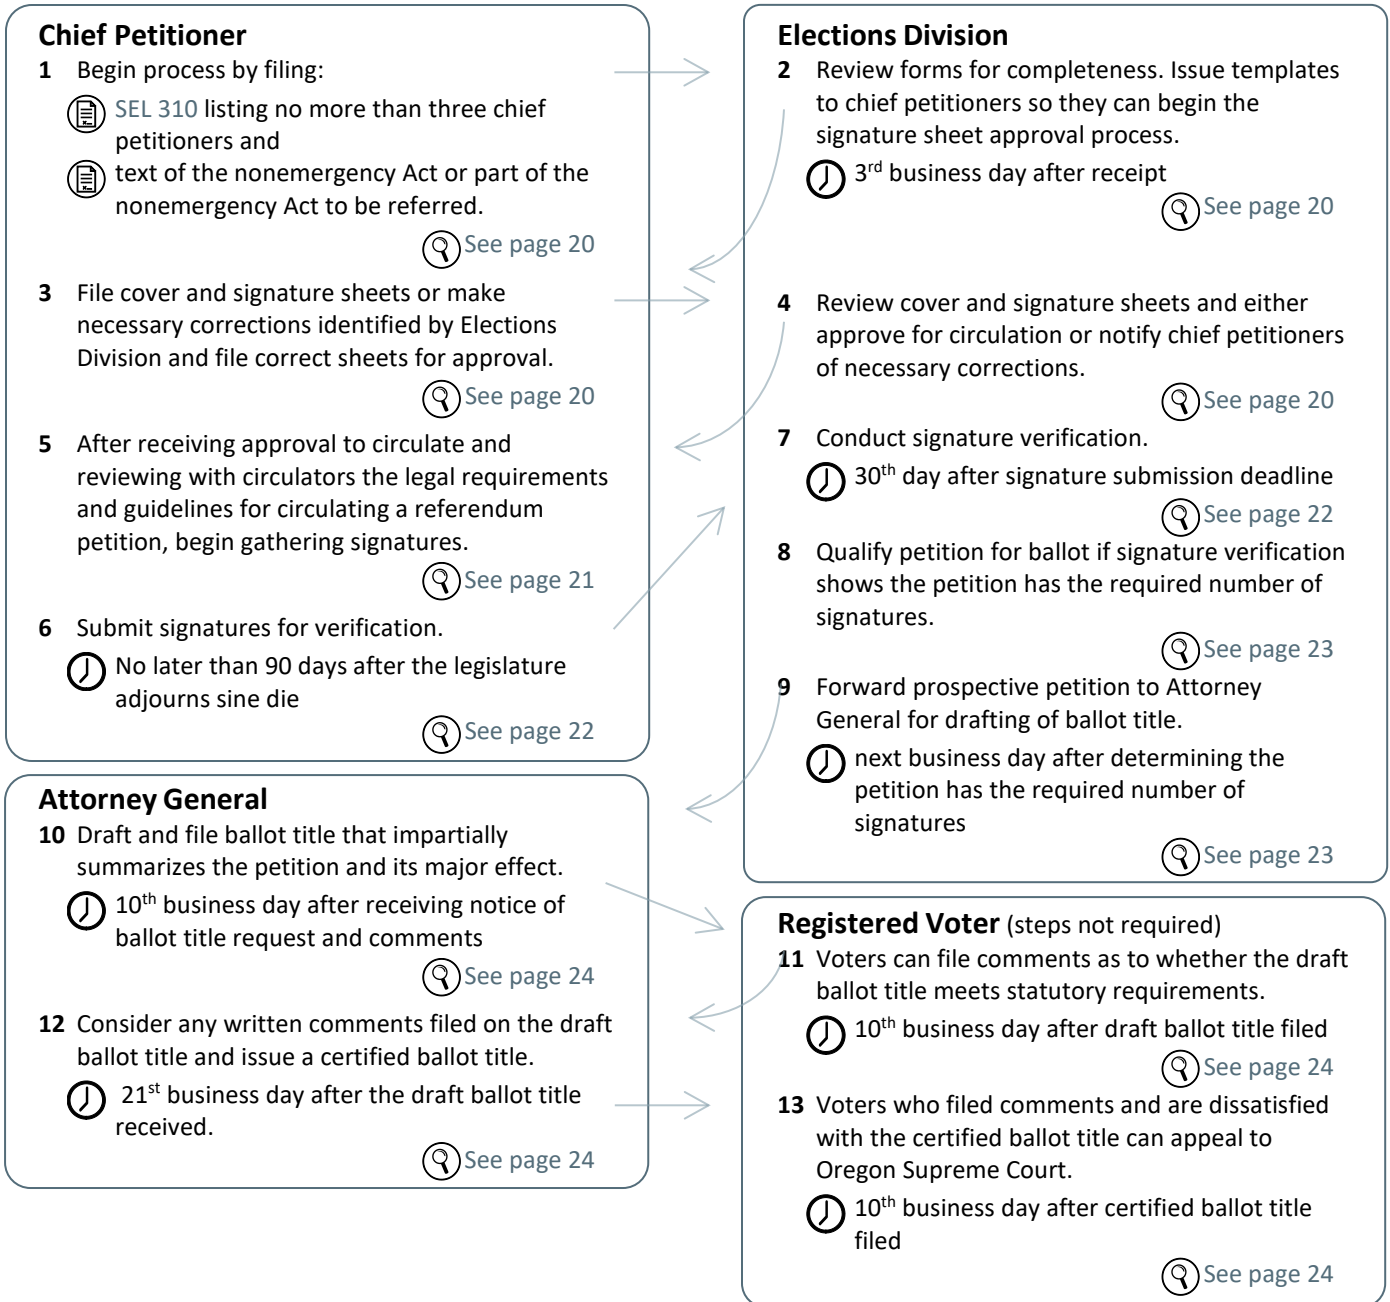 Chief Petitioner
1 Begin process by filing:
SEL 310 listing no more than three chief
petitioners and
text of the nonemergency Act or part of the
nonemergency Act to be referred.
See page 20
3 File cover and signature sheets or make
necessary corrections identified by Elections
Division and file correct sheets for approval.
See page 20
5 After receiving approval to circulate and
reviewing with circulators the legal requirements
and guidelines for circulating a referendum
petition, begin gathering signatures.
See page 21
6 Submit signatures for verification.
No later than 90 days after the legislature
adjourns sine die
See page 22
Elections Division
2 Review forms for completeness. Issue templates
to chief petitioners so they can begin the
signature sheet approval process.
3rd business day after receipt
See page 20
4 Review cover and signature sheets and either
approve for circulation or notify chief petitioners
of necessary corrections.
See page 20
7 Conduct signature verification.
30th day after signature submission deadline
See page 22
8 Qualify petition for ballot if signature verification
shows the petition has the required number of
signatures.
See page 23
9 Forward prospective petition to Attorney
General for drafting of ballot title.
next business day after determining the
petition has the required number of
signatures
See page 23
Attorney General
10 Draft and file ballot title that impartially
summarizes the petition and its major effect.
10th business day after receiving notice of
ballot title request and comments
See page 24
12 Consider any written comments filed on the draft
ballot title and issue a certified ballot title.
21st business day after the draft ballot title
received.
See page 24
Registered Voter (steps not required)
11 Voters can file comments as to whether the draft
ballot title meets statutory requirements.
10th business day after draft ballot title filed
See page 24
13 Voters who filed comments and are dissatisfied
with the certified ballot title can appeal to
Oregon Supreme Court.
10th business day after certified ballot title
filed
See page 24